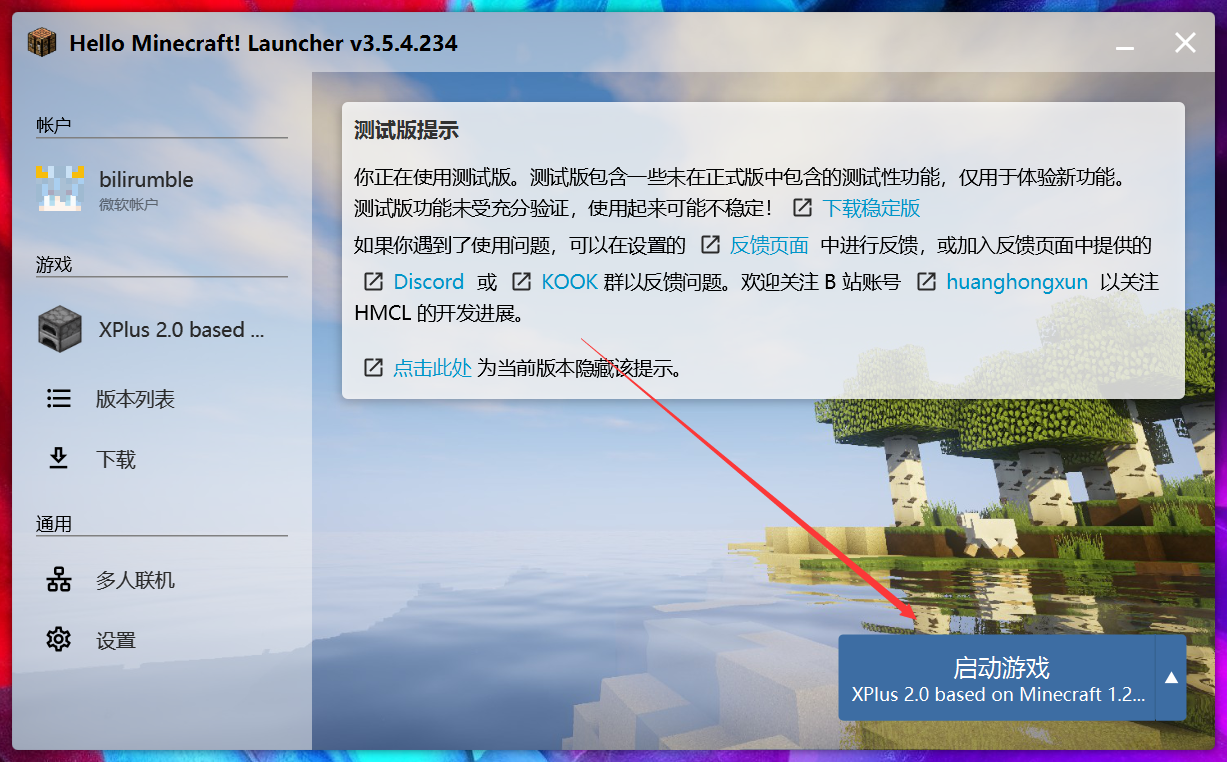 Hello Minecraft! Launcher v3.5.4.234
帐户
bilirumble
微软帐户
游戏
XPlus 2.0 based ...
版本列表
下载
通用
多人联机
设置
测试版提示
你正在使用测试版。测试版包含一些未在正式版中包含的测试性功能，仅用于体验新功能。
测试版功能未受充分验证，使用起来可能不稳定！ 下载稳定版
如果你遇到了使用问题，可以在设置的 反馈页面 中进行反馈，或加入反馈页面中提供的
Discord 或 KOOK 群以反馈问题。欢迎关注 B 站账号 huanghongxun 以关注
HMCL 的开发进展。
点击此处 为当前版本隐藏该提示。
启动游戏
XPlus 2.0 based on Minecraft 1.2...